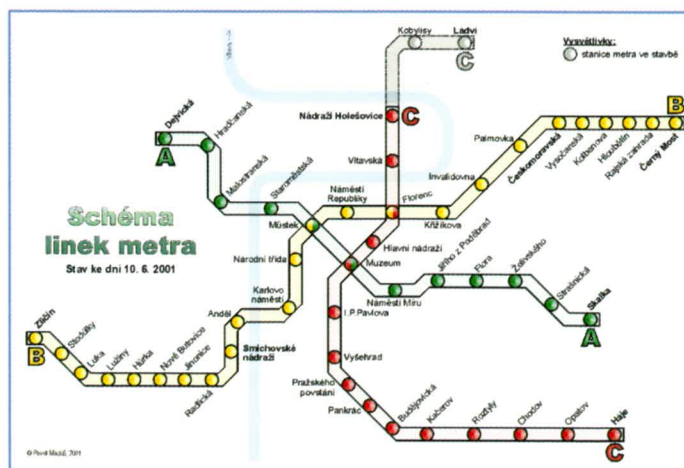 Kobylisy
Ladví
C
Vysvětlivky:
stanice metra ve stavbě
Vltava -->
Nádraží Holešovice
C
Dejvická
A
Hradčanská
Malostranská
Staroměstská
Vltavská
Náměstí
Republiky
Florenc
Křižíkova
Invalidovna
Palmovka
Českomoravská
Vysočanská
Kolbenova
Hloubětín
Rajská zahrada
Černý Most
B
Schéma
linek metra
Stav ke dni 10. 6. 2001
Můstek
Hlavní nádraží
Muzeum
Národní třída
Karlovo
náměstí
Náměstí Míru
Jiřího z Poděbrad
Flora
Želivského
Strašnická
Skalka
A
I.P.Pavlova
Anděl
Smíchovské
nádraží
Zličín
B
Stodůlky
Luka
Lužiny
Hůrka
Nové Butovice
Jinonice
Radlická
Vyšehrad
Pražského
povstání
Pankrác
Budějovická
Kačerov
Roztyly
Chodov
Opatov
Háje
C